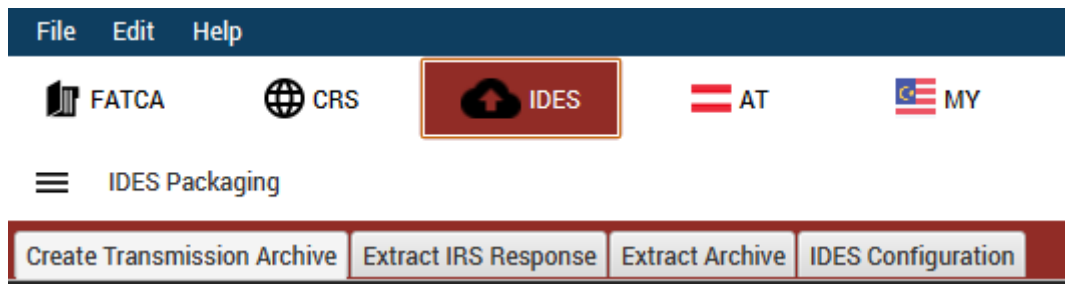 File Edit Help
FATCA CRS IDES AT MY
IDES Packaging
Create Transmission Archive Extract IRS Response Extract Archive IDES Configuration